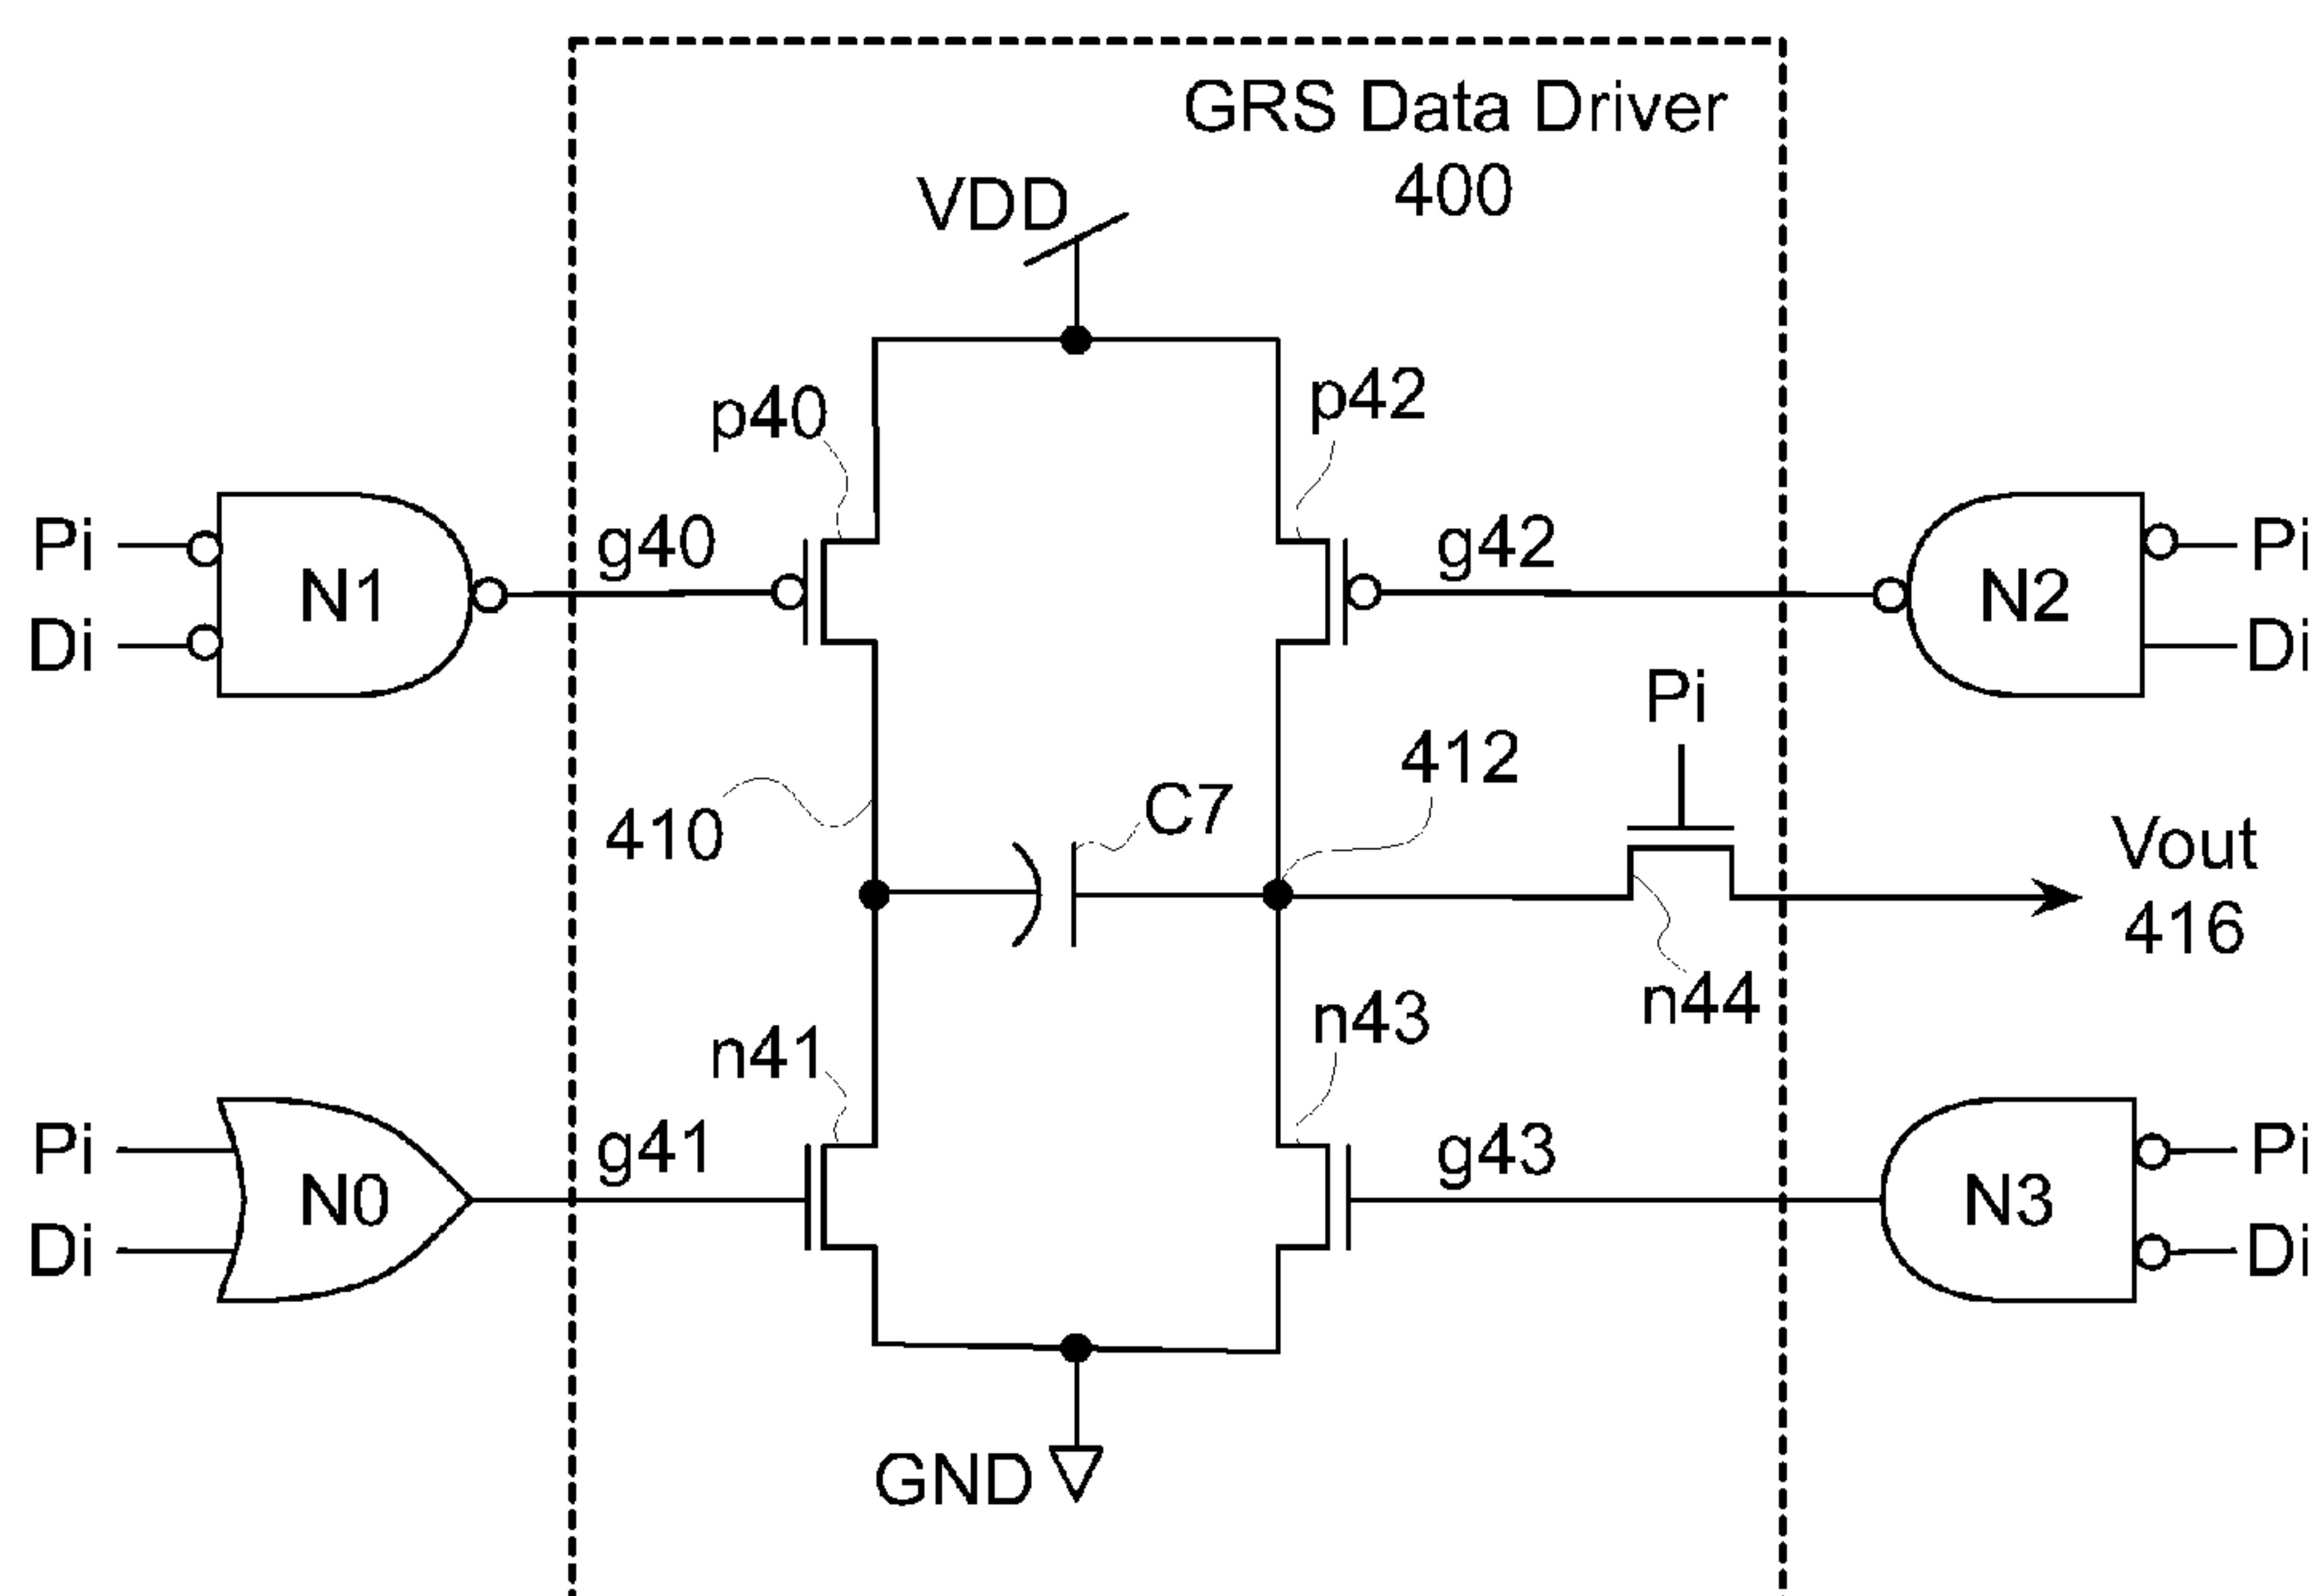 GRS Data Driver
400
VDD
p40
p42
Pi
g40
g42
Pi
N1
N2
Di
Di
Pi
412
C7
410
Vout
416
n44
n43
n41
Pi
g41
g43
Pi
N0
N3
Di
Di
GND